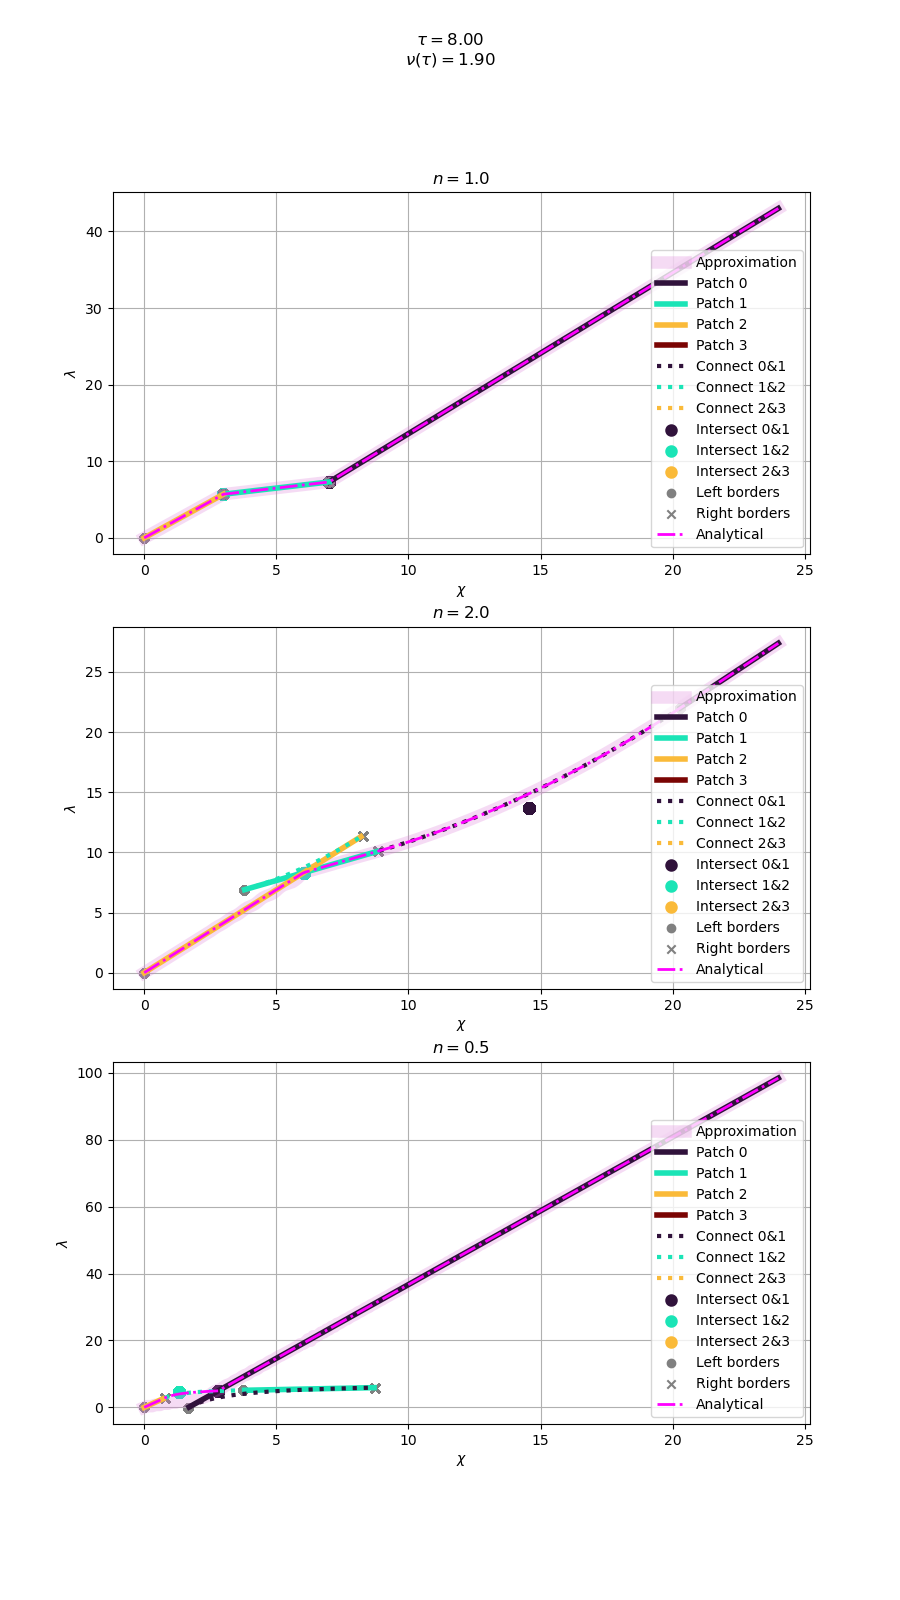 τ = 8.00
ν(τ) = 1.90
n = 1.0
λ
40
30
20
10
0
0 5 10 15 20 25
χ
Approximation
Patch 0
Patch 1
Patch 2
Patch 3
Connect 0&1
Connect 1&2
Connect 2&3
Intersect 0&1
Intersect 1&2
Intersect 2&3
Left borders
Right borders
Analytical
n = 2.0
λ
25
20
15
10
5
0
0 5 10 15 20 25
χ
Approximation
Patch 0
Patch 1
Patch 2
Patch 3
Connect 0&1
Connect 1&2
Connect 2&3
Intersect 0&1
Intersect 1&2
Intersect 2&3
Left borders
Right borders
Analytical
n = 0.5
λ
100
80
60
40
20
0
0 5 10 15 20 25
χ
Approximation
Patch 0
Patch 1
Patch 2
Patch 3
Connect 0&1
Connect 1&2
Connect 2&3
Intersect 0&1
Intersect 1&2
Intersect 2&3
Left borders
Right borders
Analytical